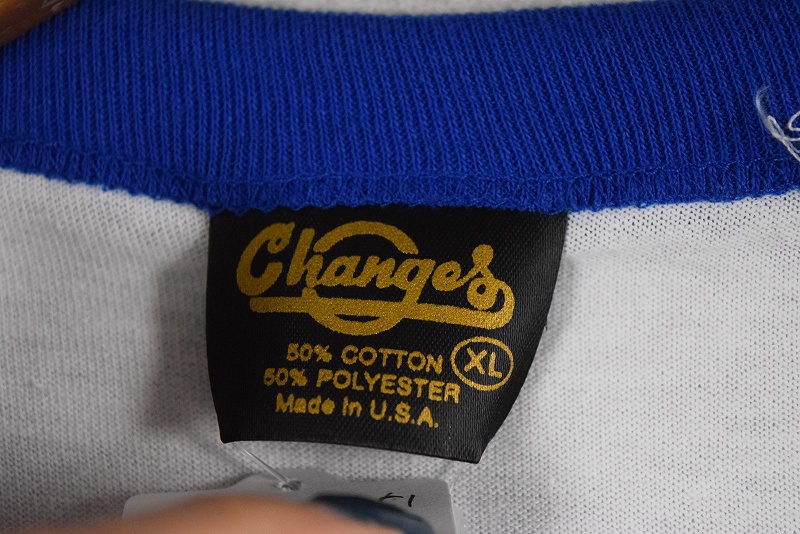 Changes
50% COTTON
XL
50% POLYESTER
Made in U.S.A.